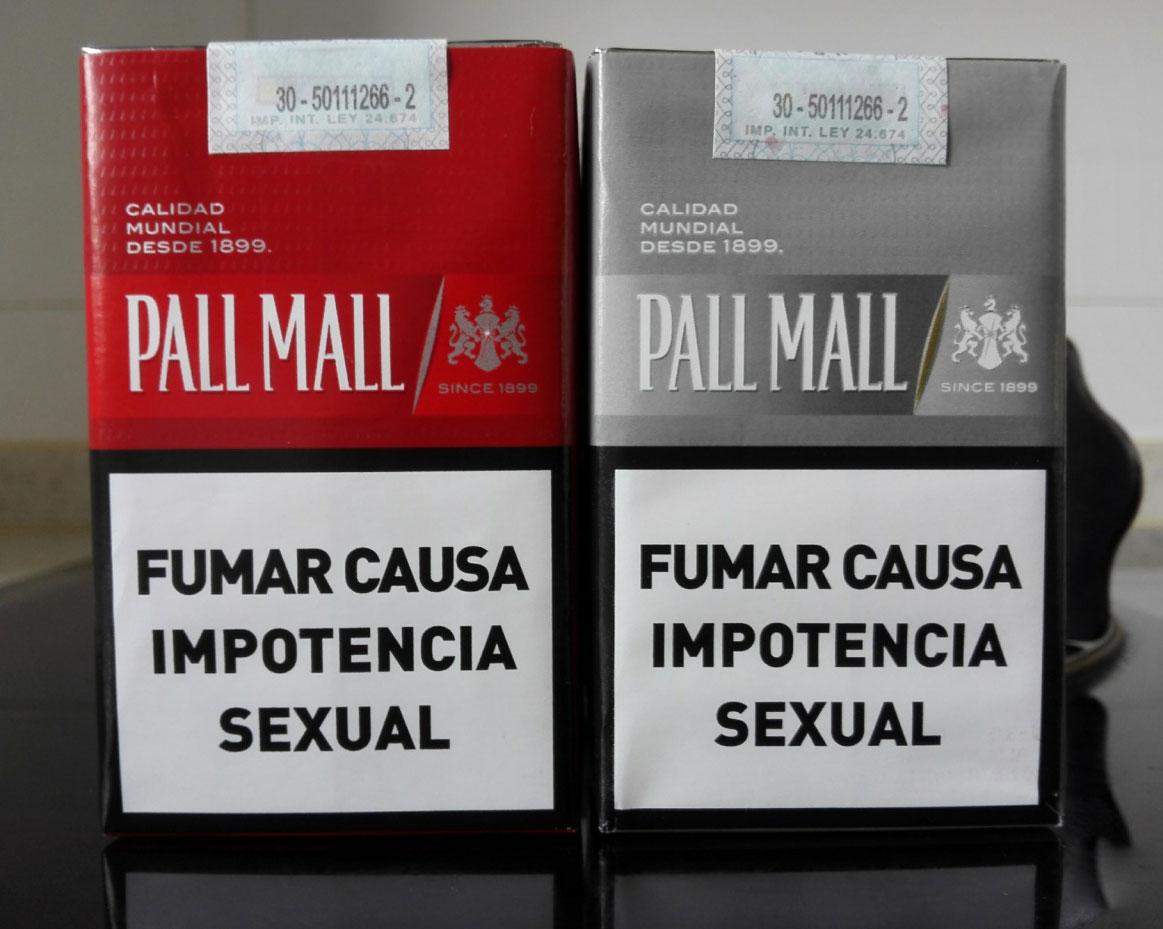 30-50111266-2
IMP. INT. LEY 24.674
CALIDAD
MUNDIAL
DESDE 1899.
PALL MALL
SINCE 1899
FUMAR CAUSA
IMPOTENCIA
SEXUAL
30-50111266-2
IMP. INT. LEY 24.674
CALIDAD
MUNDIAL
DESDE 1899.
PALL MALL
SINCE 1899
FUMAR CAUSA
IMPOTENCIA
SEXUAL